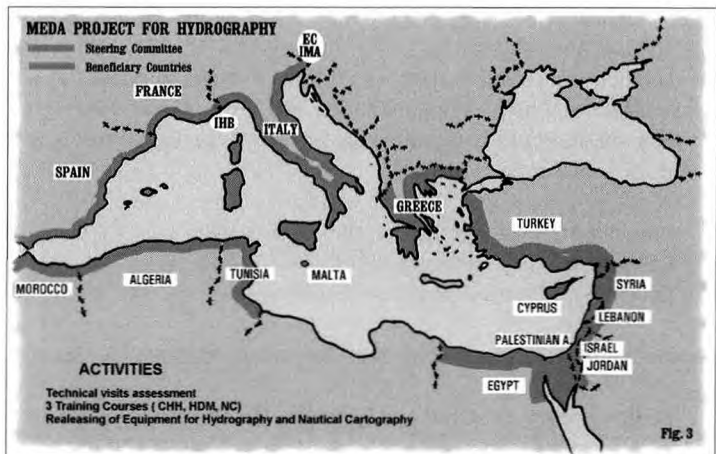 MEDA PROJECT FOR HYDROGRAPHY
Steering Committee
Beneficiary Countries
EC
IMA
FRANCE
IHB
ITALY
SPAIN
GREECE
TURKEY
MOROCCO
ALGERIA
TUNISIA
MALTA
CYPRUS
SYRIA
LEBANON
PALESTINIAN A.
ISRAEL
JORDAN
EGYPT
ACTIVITIES
Technical visits assessment
3 Training Courses ( CHH, HDM, NC)
Realeasing of Equipment for Hydrography and Nautical Cartography
Fig. 3